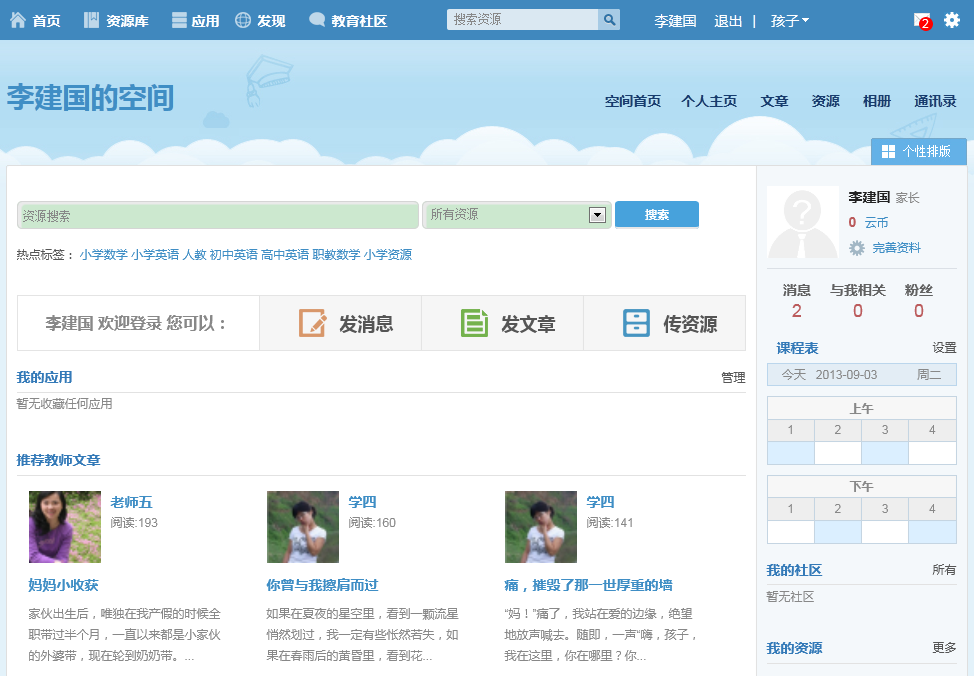 首页 资源库 应用 发现 教育社区 搜索资源 李建国 退出 | 孩子 2
李建国的空间
空间首页 个人主页 文章 资源 相册 通讯录
个性排版
资源搜索 所有资源 搜索
热点标签： 小学数学 小学英语 人教 初中英语 高中英语 职教数学 小学资源
李建国 欢迎登录 您可以： 发消息 发文章 传资源
我的应用 管理
暂无收藏任何应用
推荐教师文章
老师五
阅读:193
妈妈小收获
家伙出生后，唯独在我产假的时候全
职带过半个月，一直以来都是小家伙
的外婆带，现在轮到奶奶带。...
学四
阅读:160
你曾与我擦肩而过
如果在夏夜的星空里，看到一颗流星
悄然划过，我一定有些怅然若失，如
果在春雨后的黄昏里，看到花...
学四
阅读:141
痛，摧毁了那一世厚重的墙
“妈！”痛了，我站在爱的边缘，绝望
地放声喊去。随即，一声“嗨，孩子，
我在这里，你在哪里？你...
李建国 家长
0 云币
完善资料
消息 与我相关 粉丝
2 0 0
课程表 设置
今天 2013-09-03 周二
上午
1 2 3 4
下午
1 2 3 4
我的社区 所有
暂无社区
我的资源 更多